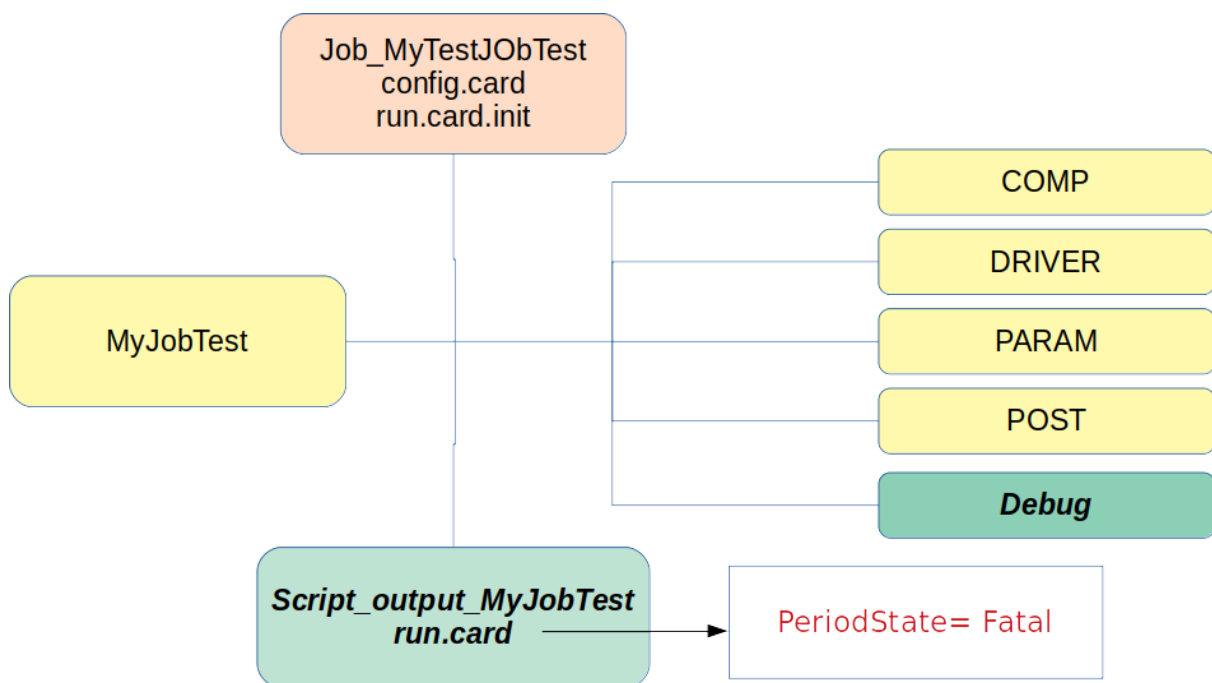 Job_MyTestJObTest
config.card
run.card.init
COMP
DRIVER
MyJobTest
PARAM
POST
Debug
Script_output_MyJobTest
run.card
PeriodState= Fatal